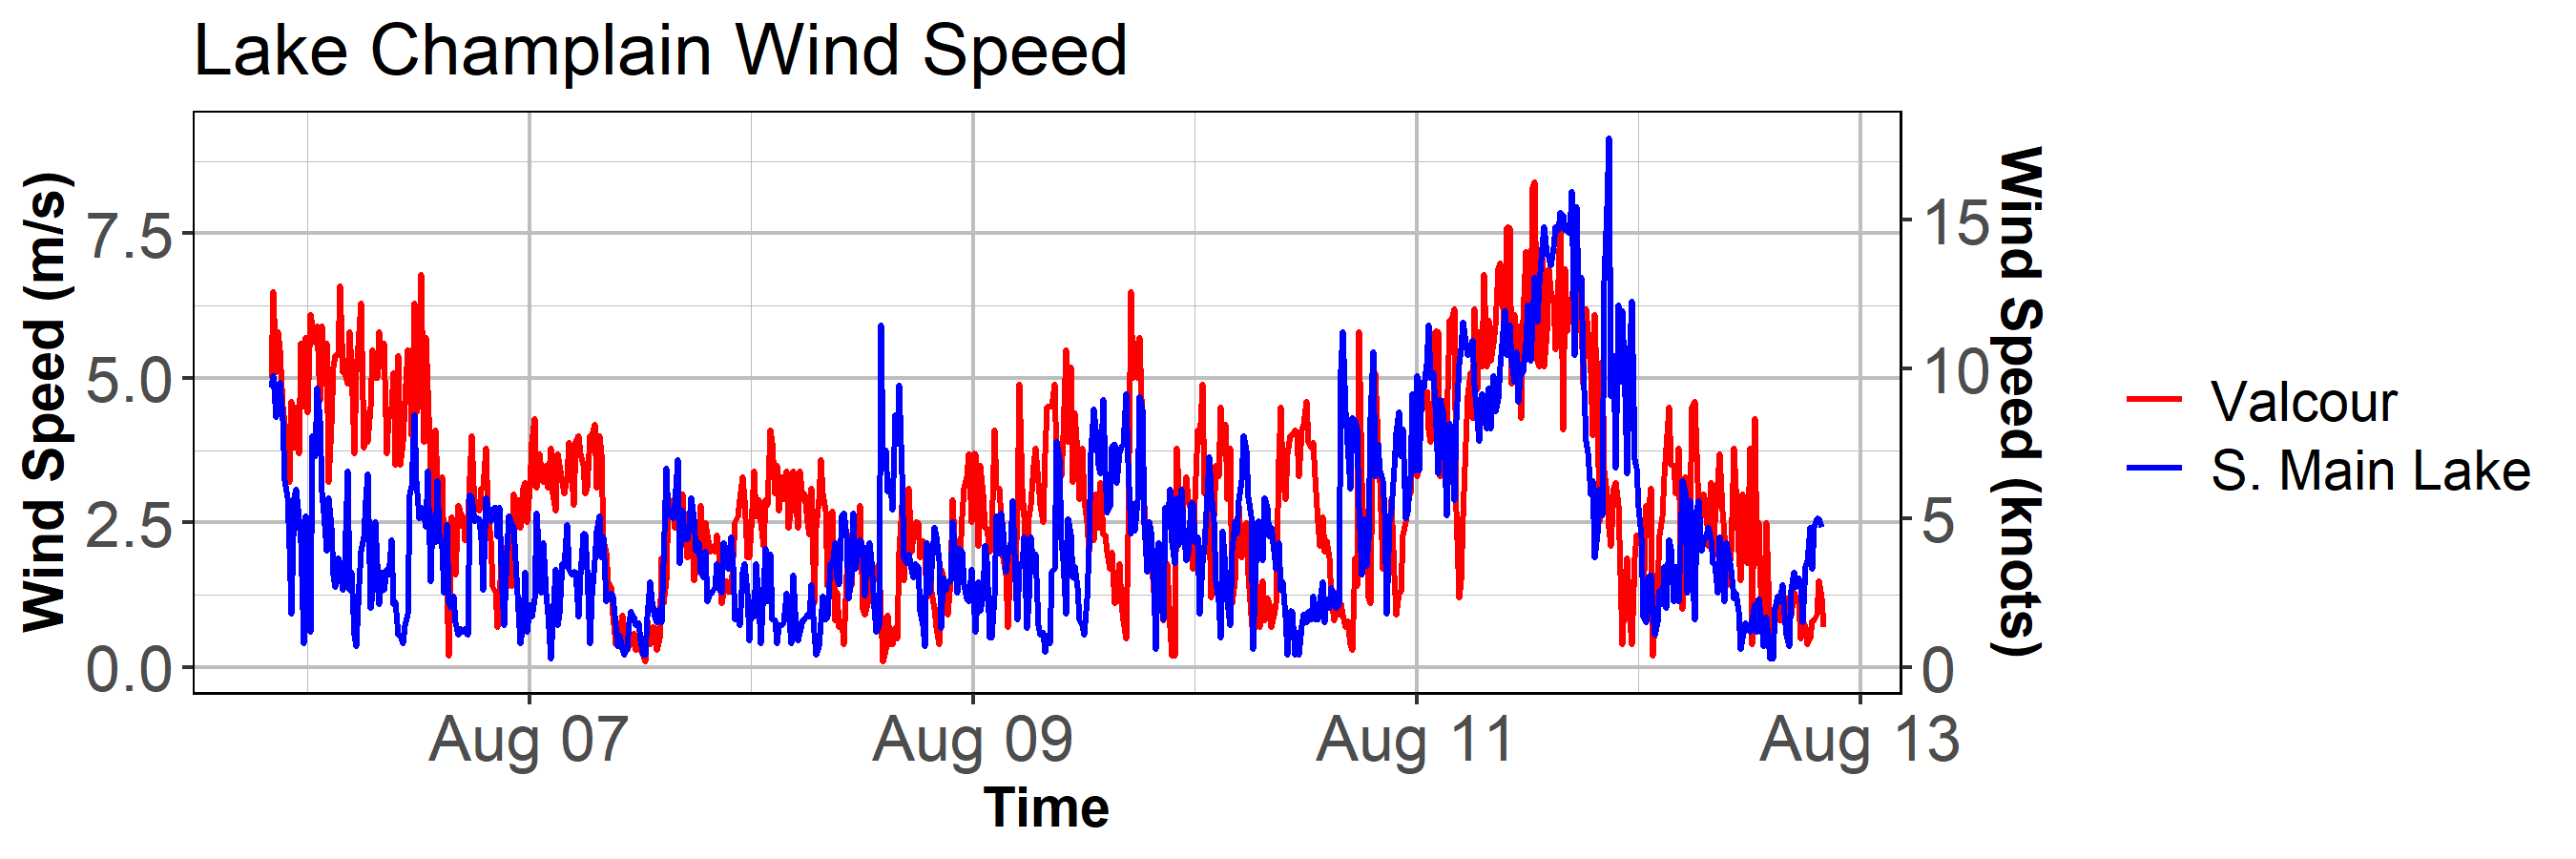 Lake Champlain Wind Speed
Wind Speed (m/s)
7.5
5.0
2.5
0.0
Wind Speed (knots)
15
10
5
0
Aug 07
Aug 09
Aug 11
Aug 13
Time
Valcour
S. Main Lake